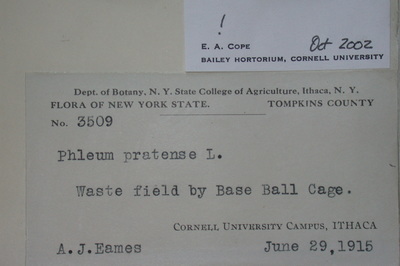 !
E. A. Cope Oct 2002
BAILEY HORTORIUM, CORNELL UNIVERSITY
Dept. of Botany, N. Y. State College of Agriculture, Ithaca, N. Y.
FLORA OF NEW YORK STATE. TOMPKINS COUNTY
No. 3509
Phleum pratense L.
Waste field by Base Ball Cage.
CORNELL UNIVERSITY CAMPUS, ITHACA
A.J.Eames June 29,1915